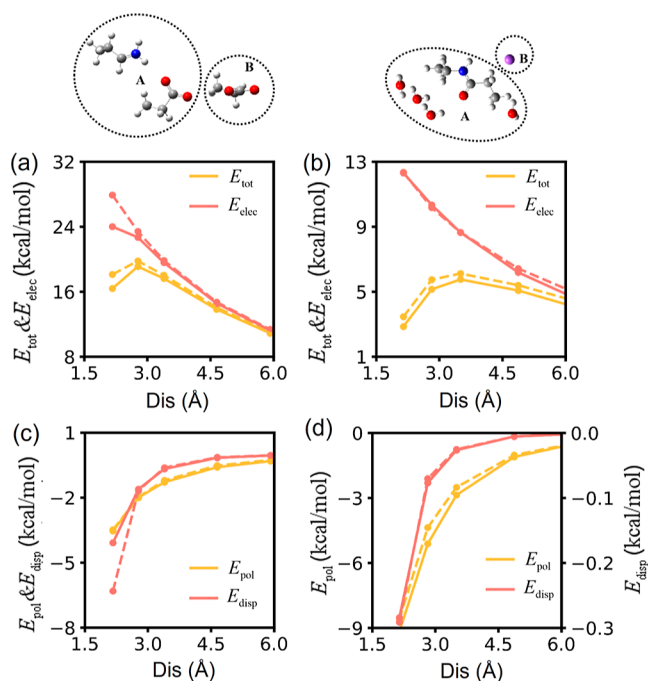 A
B
B
A
(a)
32
24
16
8
E_tot
E_elec
E_tot&E_elec (kcal/mol)
1.5 3.0 4.5 6.0
Dis (Å)
(b)
13
9
5
1
E_tot
E_elec
E_tot&E_elec (kcal/mol)
1.5 3.0 4.5 6.0
Dis (Å)
(c)
1
−2
−5
−8
E_pol
E_disp
E_pol&E_disp (kcal/mol)
1.5 3.0 4.5 6.0
Dis (Å)
(d)
0
−3
−6
−9
E_pol
E_disp
E_pol (kcal/mol)
0.0
−0.1
−0.2
−0.3
E_disp (kcal/mol)
1.5 3.0 4.5 6.0
Dis (Å)